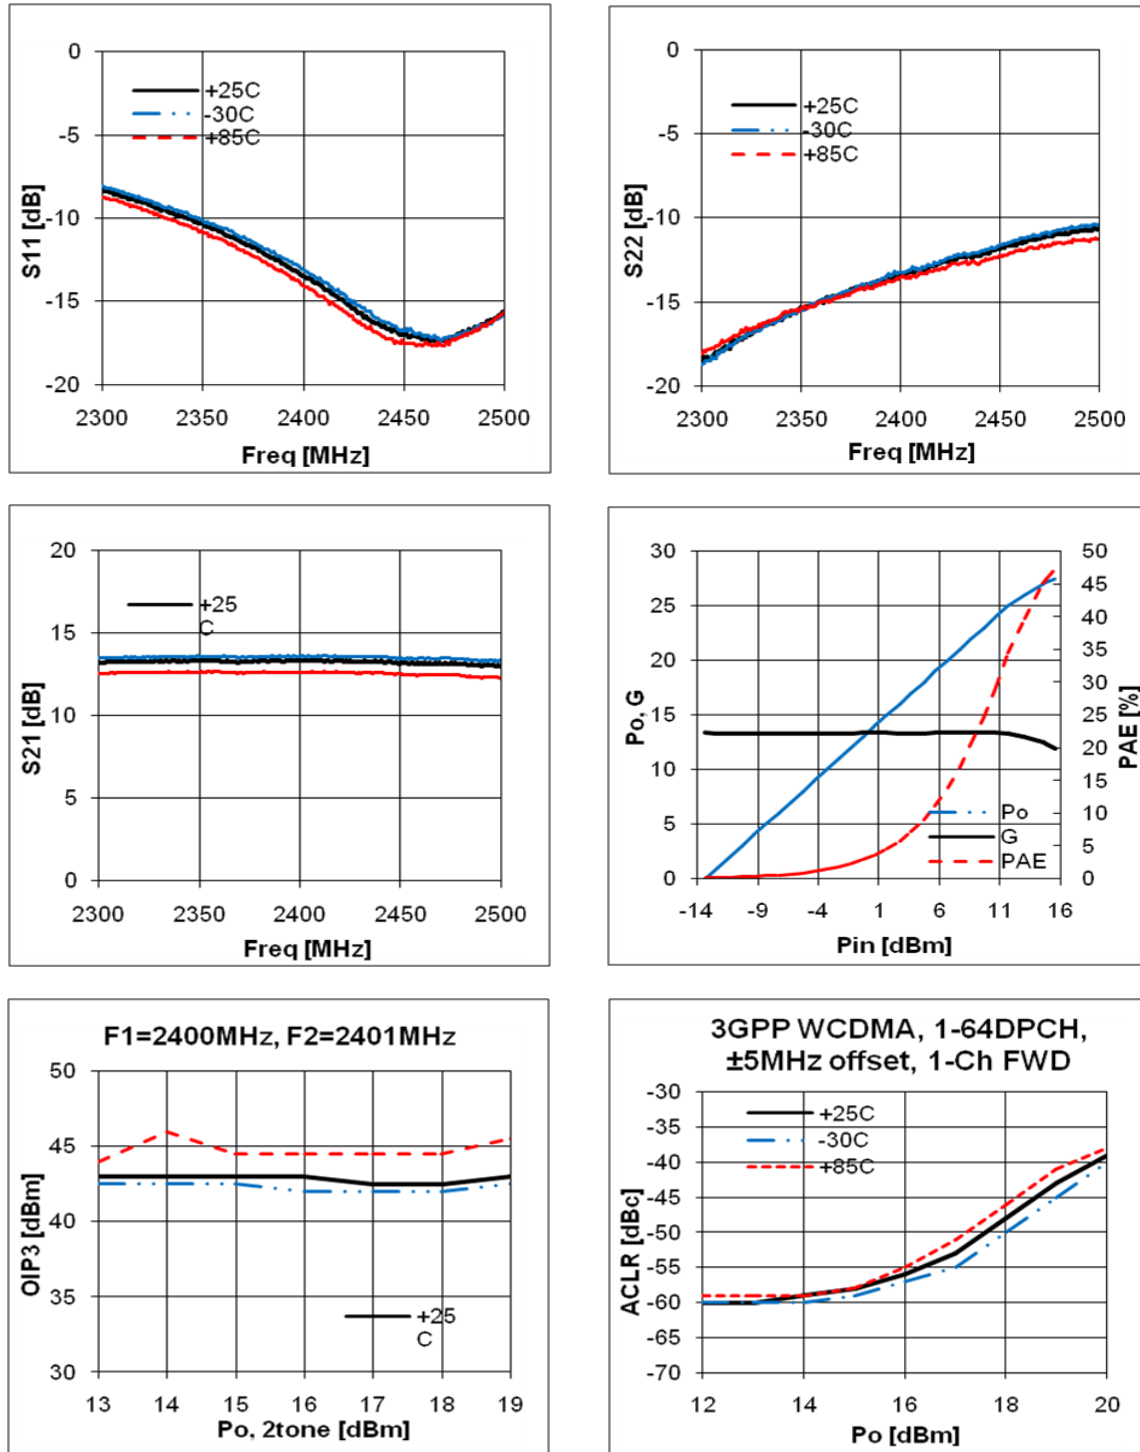 0
-5
-10
-15
-20
S11 [dB]
+25C
-30C
+85C
2300 2350 2400 2450 2500
Freq [MHz]
0
-5
-10
-15
-20
S22 [dB]
+25C
-30C
+85C
2300 2350 2400 2450 2500
Freq [MHz]
20
15
10
5
0
S21 [dB]
+25
C
2300 2350 2400 2450 2500
Freq [MHz]
30
25
20
15
10
5
0
Po, G
50
45
40
35
30
25
20
15
10
5
0
PAE [%]
Po
G
PAE
-14 -9 -4 1 6 11 16
Pin [dBm]
F1=2400MHz, F2=2401MHz
50
45
40
35
30
OIP3 [dBm]
+25
C
13 14 15 16 17 18 19
Po, 2tone [dBm]
3GPP WCDMA, 1-64DPCH,
±5MHz offset, 1-Ch FWD
-30
-35
-40
-45
-50
-55
-60
-65
-70
ACLR [dBc]
+25C
-30C
+85C
12 14 16 18 20
Po [dBm]